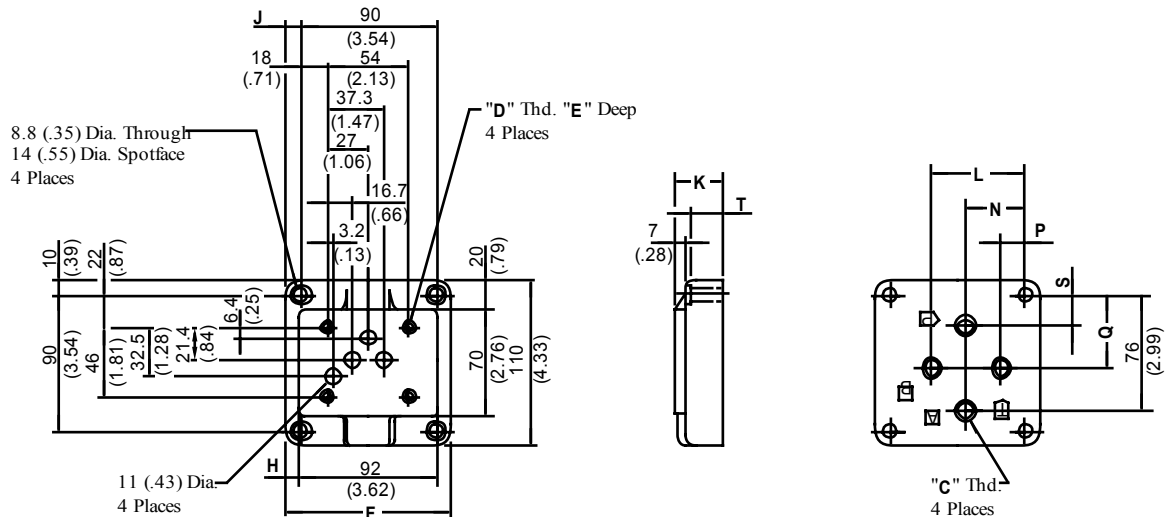 J
90
(3.54)
18
(.71)
54
(2.13)
37.3
(1.47)
27
(1.06)
16.7
(.66)
3.2
(.13)
"D" Thd. "E" Deep
4 Places
8.8 (.35) Dia. Through
14 (.55) Dia. Spotface
4 Places
10
(.39)
22
(.87)
6.4
(.25)
20
(.79)
90
(3.54)
46
(1.81)
32.5
(1.28)
21.4
(.84)
70
(2.76)
110
(4.33)
11 (.43) Dia.
4 Places
H
92
(3.62)
F
K
T
7
(.28)
L
N
P
S
Q
76
(2.99)
P
A
T
"C" Thd.
4 Places